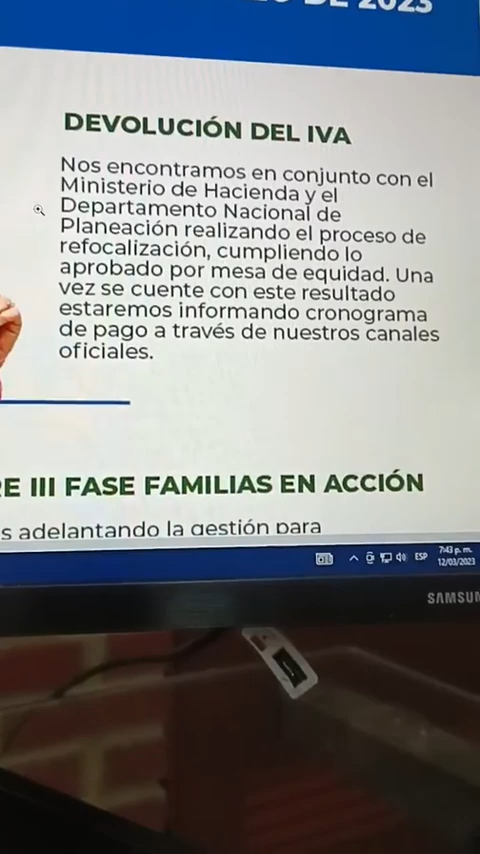 DE 2023
DEVOLUCIÓN DEL IVA
Nos encontramos en conjunto con el
Ministerio de Hacienda y el
Departamento Nacional de
Planeación realizando el proceso de
refocalización, cumpliendo lo
aprobado por mesa de equidad. Una
vez se cuente con este resultado
estaremos informando cronograma
de pago a través de nuestros canales
oficiales.
E III FASE FAMILIAS EN ACCIÓN
s adelantando la gestión para
ESP
7:43 p. m.
12/03/2023
SAMSUN